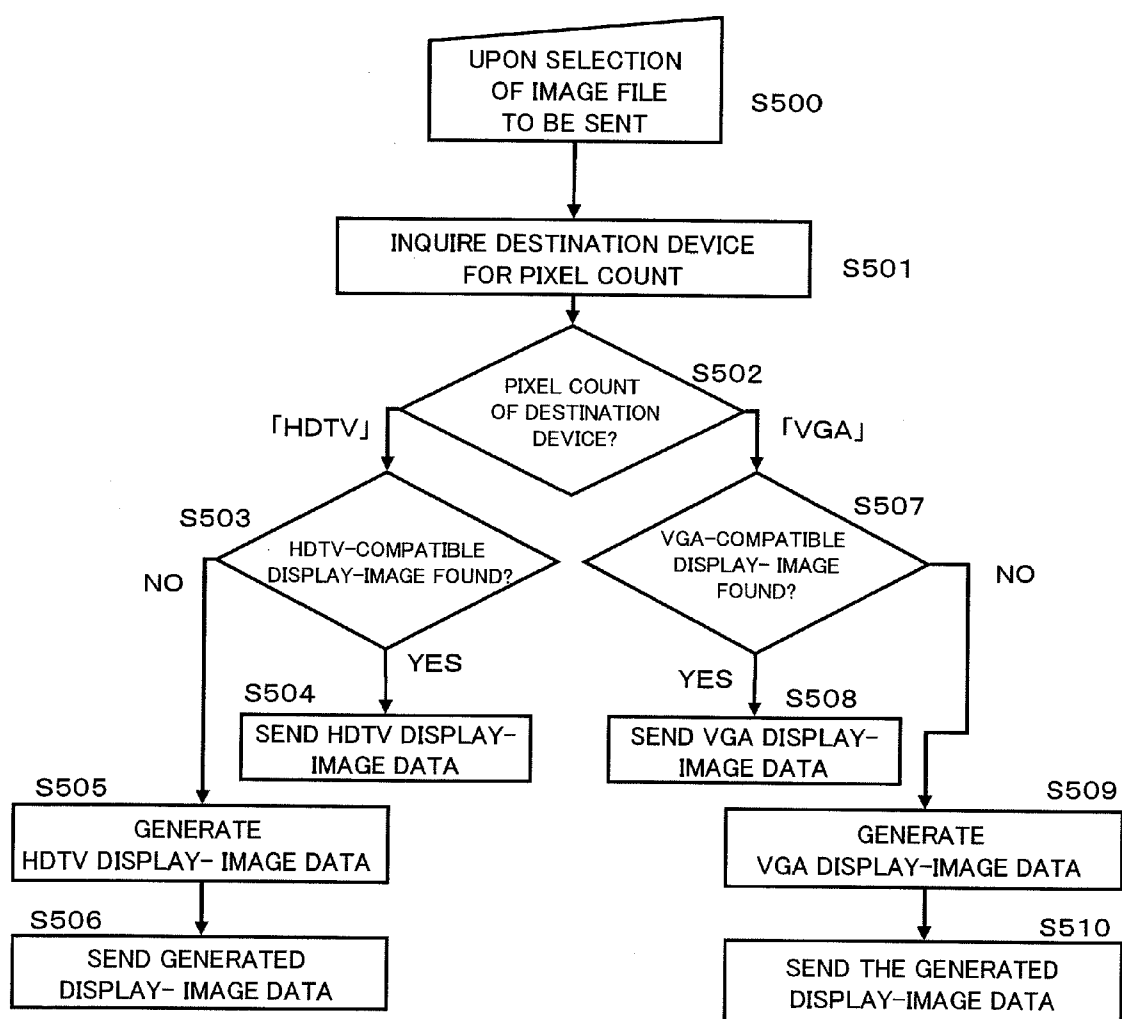 UPON SELECTION
OF IMAGE FILE
TO BE SENT
S500
INQUIRE DESTINATION DEVICE
FOR PIXEL COUNT
S501
PIXEL COUNT
OF DESTINATION
DEVICE?
S502
「HDTV」
「VGA」
S503
HDTV-COMPATIBLE
DISPLAY-IMAGE FOUND?
NO
YES
S507
VGA-COMPATIBLE
DISPLAY- IMAGE
FOUND?
NO
YES
S504
SEND HDTV DISPLAY-
IMAGE DATA
S508
SEND VGA DISPLAY-
IMAGE DATA
S505
GENERATE
HDTV DISPLAY- IMAGE DATA
S509
GENERATE
VGA DISPLAY-IMAGE DATA
S506
SEND GENERATED
DISPLAY- IMAGE DATA
S510
SEND THE GENERATED
DISPLAY-IMAGE DATA